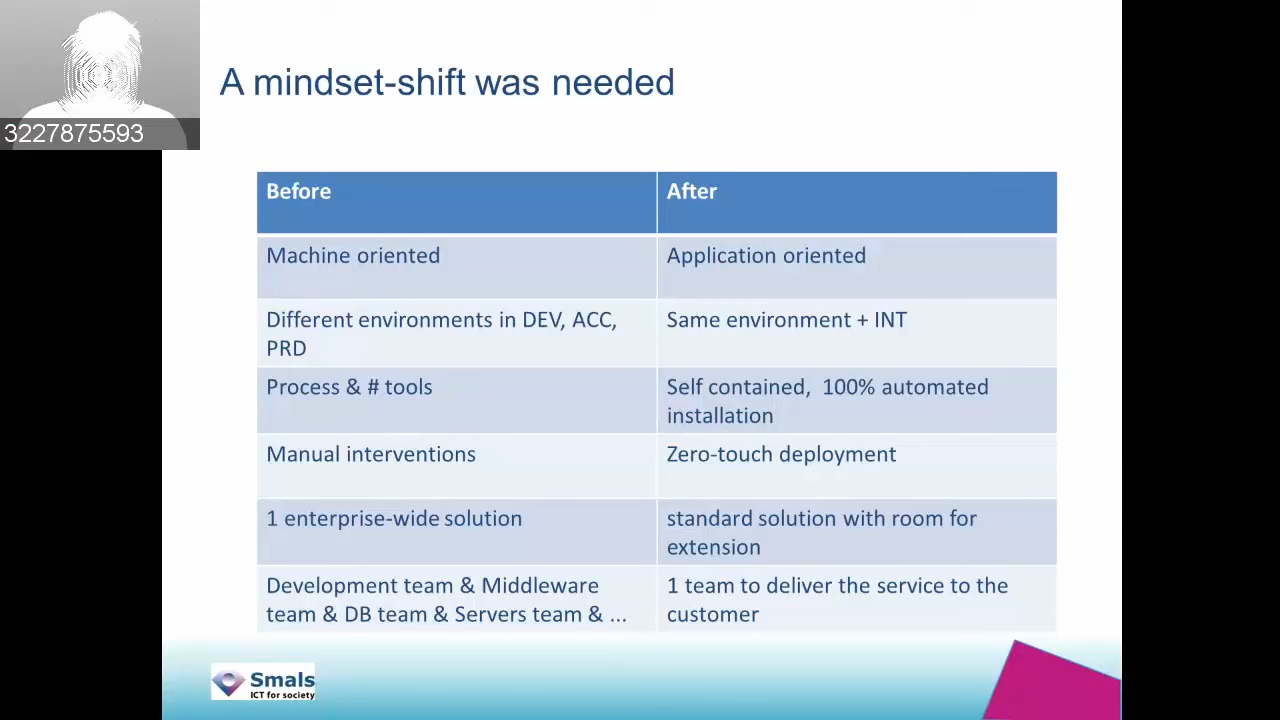 3227875593
A mindset-shift was needed
Before
After
Machine oriented
Application oriented
Different environments in DEV, ACC,
PRD
Same environment + INT
Process & # tools
Self contained,  100% automated
installation
Manual interventions
Zero-touch deployment
1 enterprise-wide solution
standard solution with room for
extension
Development team & Middleware
team & DB team & Servers team & ...
1 team to deliver the service to the
customer
Smals
ICT for society